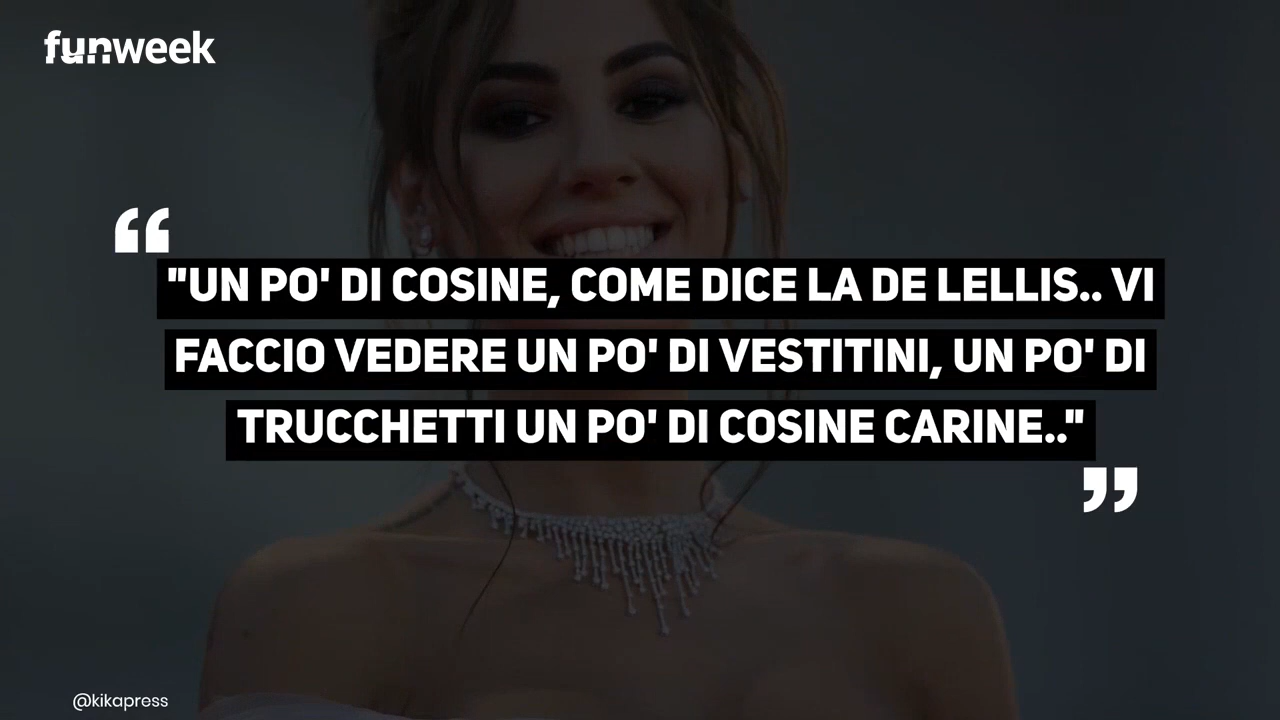 funweek
“
"UN PO' DI COSINE, COME DICE LA DE LELLIS.. VI
FACCIO VEDERE UN PO' DI VESTITINI, UN PO' DI
TRUCCHETTI UN PO' DI COSINE CARINE.."
”
@kikapress